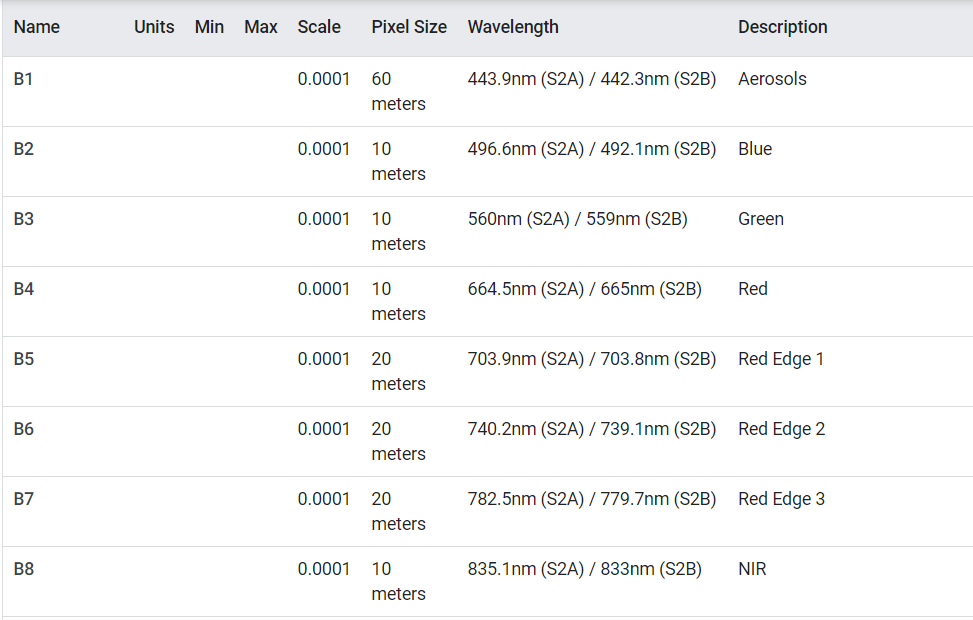 Name Units Min Max Scale Pixel Size Wavelength Description
B1 0.0001 60 443.9nm (S2A) / 442.3nm (S2B) Aerosols
meters
B2 0.0001 10 496.6nm (S2A) / 492.1nm (S2B) Blue
meters
B3 0.0001 10 560nm (S2A) / 559nm (S2B) Green
meters
B4 0.0001 10 664.5nm (S2A) / 665nm (S2B) Red
meters
B5 0.0001 20 703.9nm (S2A) / 703.8nm (S2B) Red Edge 1
meters
B6 0.0001 20 740.2nm (S2A) / 739.1nm (S2B) Red Edge 2
meters
B7 0.0001 20 782.5nm (S2A) / 779.7nm (S2B) Red Edge 3
meters
B8 0.0001 10 835.1nm (S2A) / 833nm (S2B) NIR
meters